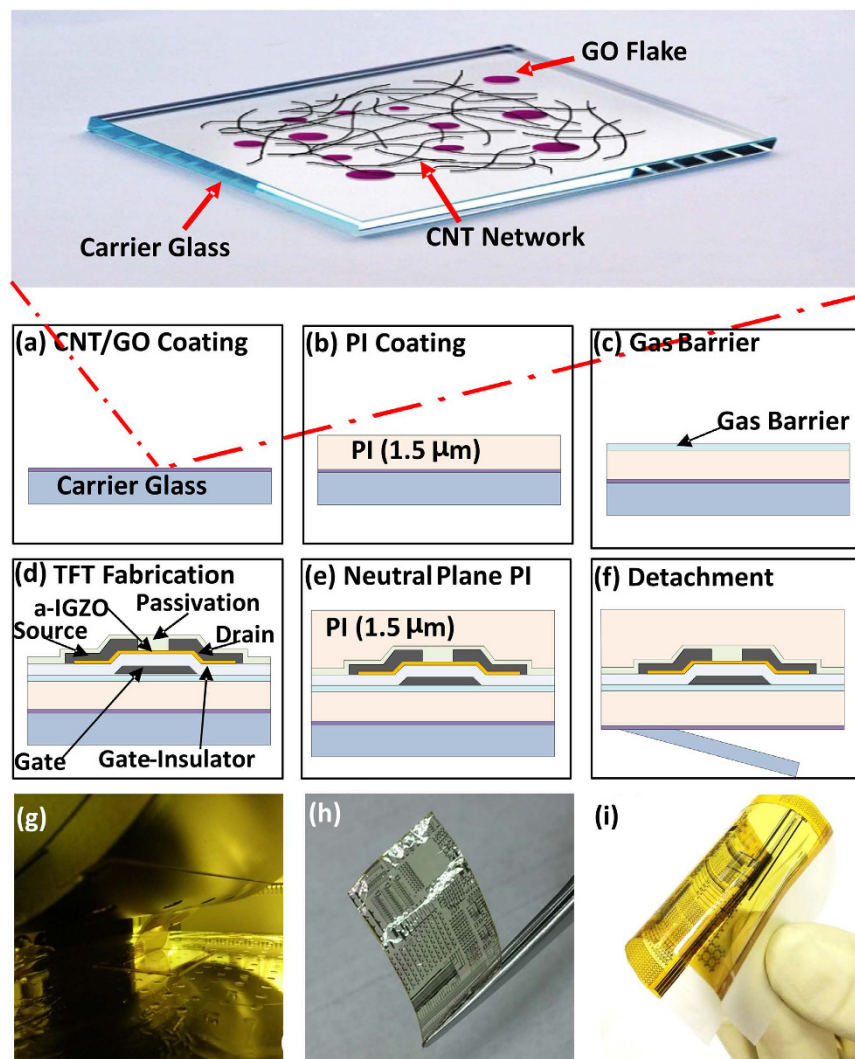 GO Flake
Carrier Glass
CNT Network
(a) CNT/GO Coating
Carrier Glass
(b) PI Coating
PI (1.5 μm)
(c) Gas Barrier
Gas Barrier
(d) TFT Fabrication
a-IGZO
Passivation
Source
Drain
Gate
Gate-Insulator
(e) Neutral Plane PI
PI (1.5 μm)
(f) Detachment
(g)
(h)
(i)